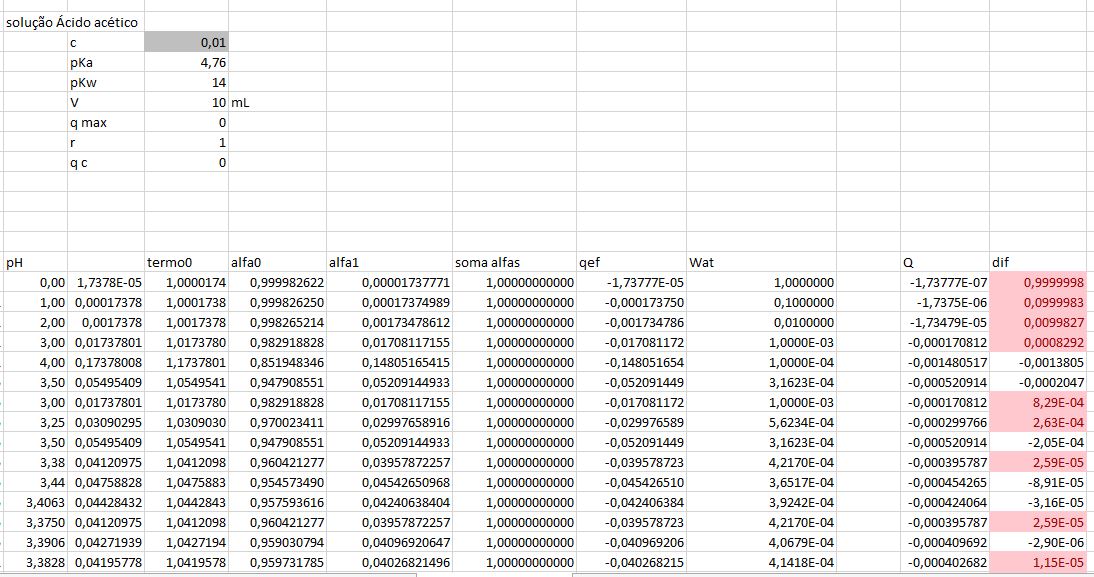 solução Ácido acético
c 0,01
pKa 4,76
pKw 14
V 10 mL
q max 0
r 1
q c 0
pH termo0 alfa0 alfa1 soma alfas qef Wat Q dif
0,00 1,7378E-05 1,0000174 0,999982622 0,00001737771 1,00000000000 -1,73777E-05 1,0000000 -1,73777E-07 0,9999998
1,00 0,00017378 1,0001738 0,999826250 0,00017374989 1,00000000000 -0,000173750 0,1000000 -1,7375E-06 0,0999983
2,00 0,0017378 1,0017378 0,998265214 0,00173478612 1,00000000000 -0,001734786 0,0100000 -1,73479E-05 0,0099827
3,00 0,01737801 1,0173780 0,982918828 0,01708117155 1,00000000000 -0,017081172 1,0000E-03 -0,000170812 0,0008292
4,00 0,17378008 1,1737801 0,851948346 0,14805165415 1,00000000000 -0,148051654 1,0000E-04 -0,001480517 -0,0013805
3,50 0,05495409 1,0549541 0,947908551 0,05209144933 1,00000000000 -0,052091449 3,1623E-04 -0,000520914 -0,0002047
3,00 0,01737801 1,0173780 0,982918828 0,01708117155 1,00000000000 -0,017081172 1,0000E-03 -0,000170812 8,29E-04
3,25 0,03090295 1,0309030 0,970023411 0,02997658916 1,00000000000 -0,029976589 5,6234E-04 -0,000299766 2,63E-04
3,50 0,05495409 1,0549541 0,947908551 0,05209144933 1,00000000000 -0,052091449 3,1623E-04 -0,000520914 -2,05E-04
3,38 0,04120975 1,0412098 0,960421277 0,03957872257 1,00000000000 -0,039578723 4,2170E-04 -0,000395787 2,59E-05
3,44 0,04758828 1,0475883 0,954573490 0,04542650968 1,00000000000 -0,045426510 3,6517E-04 -0,000454265 -8,91E-05
3,4063 0,04428432 1,0442843 0,957593616 0,04240638404 1,00000000000 -0,042406384 3,9242E-04 -0,000424064 -3,16E-05
3,3750 0,04120975 1,0412098 0,960421277 0,03957872257 1,00000000000 -0,039578723 4,2170E-04 -0,000395787 2,59E-05
3,3906 0,04271939 1,0427194 0,959030794 0,04096920647 1,00000000000 -0,040969206 4,0679E-04 -0,000409692 -2,90E-06
3,3828 0,04195778 1,0419578 0,959731785 0,04026821496 1,00000000000 -0,040268215 4,1418E-04 -0,000402682 1,15E-05